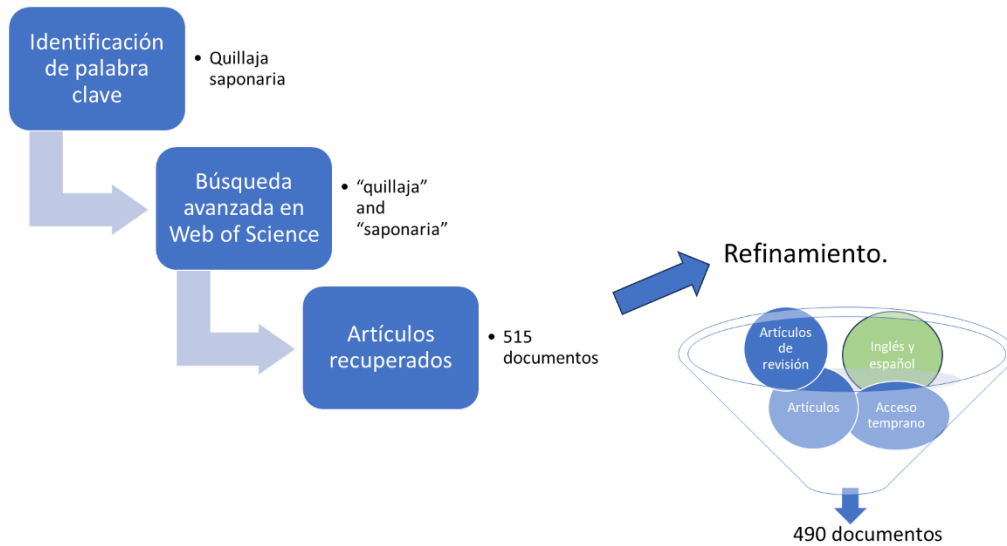 Identificación
de palabra
clave
• Quillaja
saponaria
Búsqueda
avanzada en
Web of Science
• “quillaja”
and
“saponaria”
Artículos
recuperados
• 515
documentos
Refinamiento.
Artículos
de
revisión
Inglés y
español
Artículos
Acceso
temprano
490 documentos